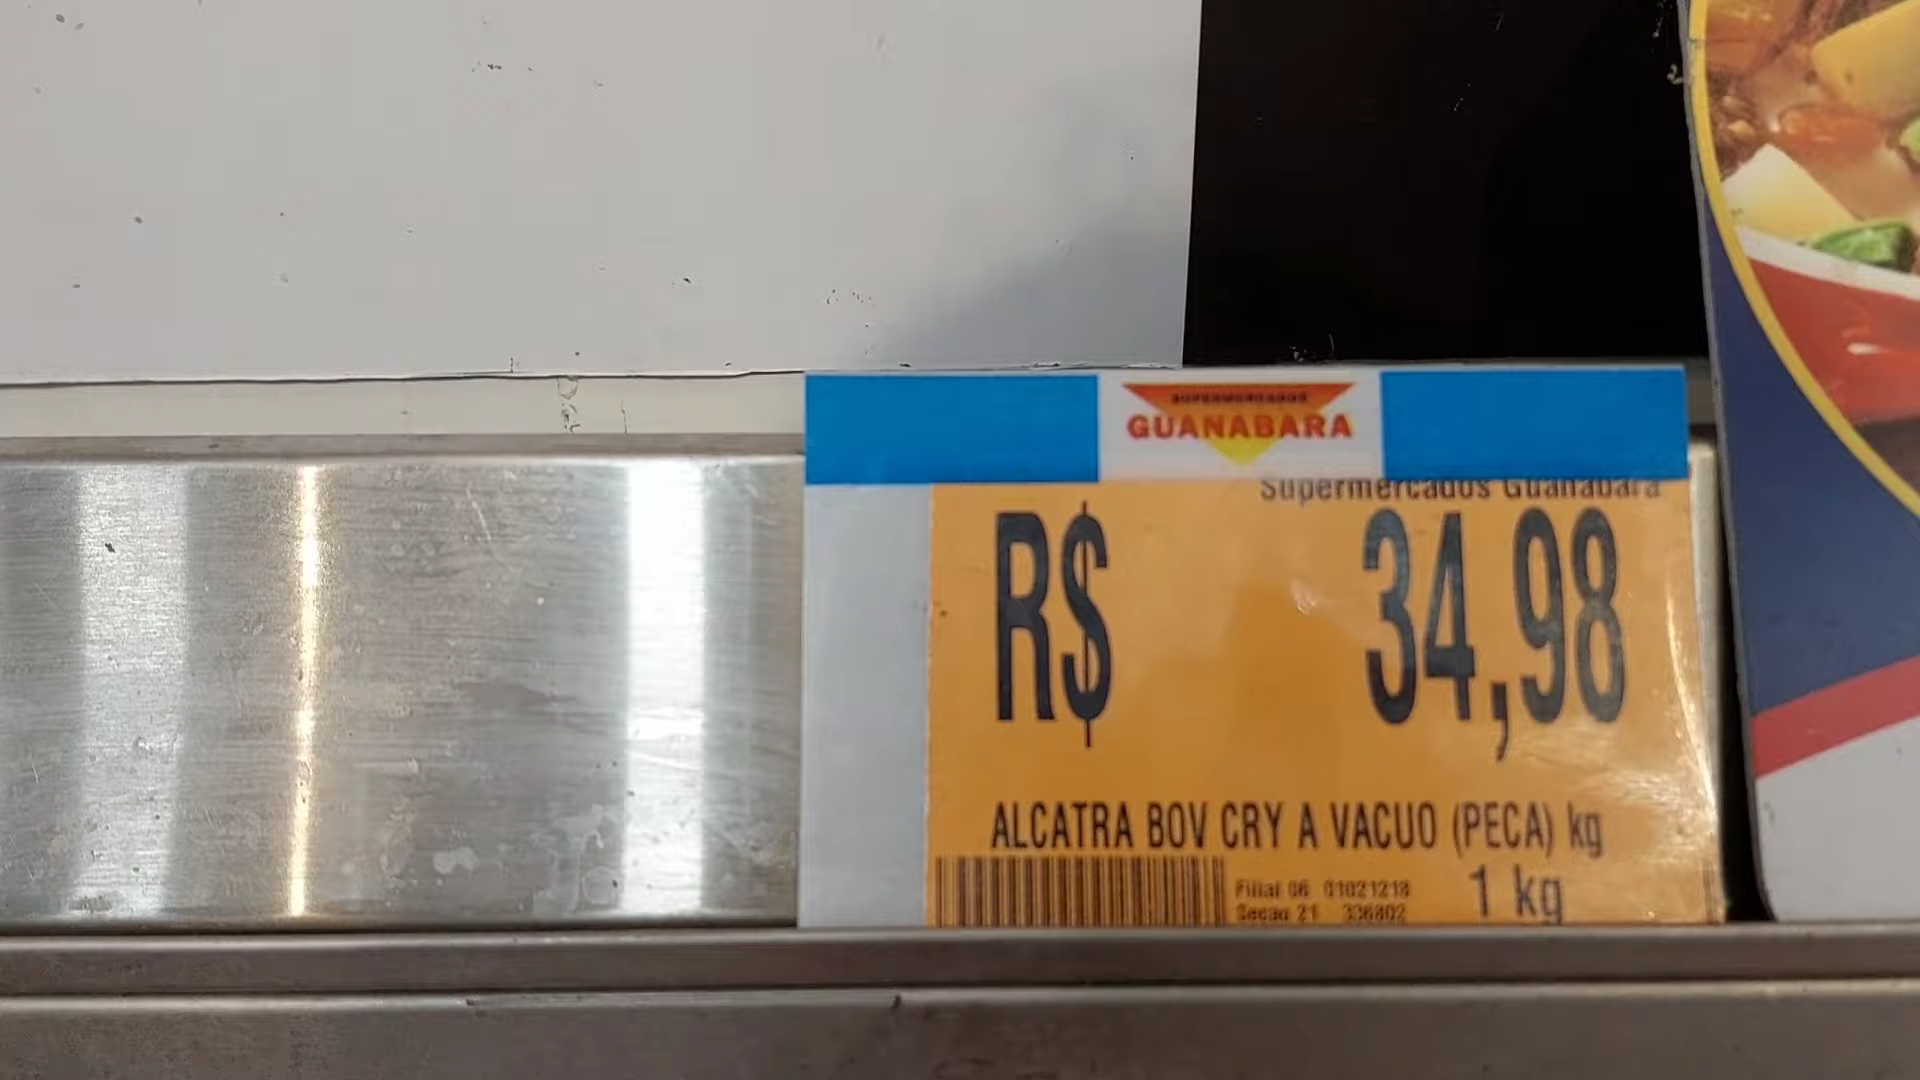 SUPERMERCADOS
GUANABARA
Supermercados Guanabara
R$ 34,98
ALCATRA BOV CRY A VACUO (PECA) kg
Filial 06 01021218
1 kg
Secao 21 336802